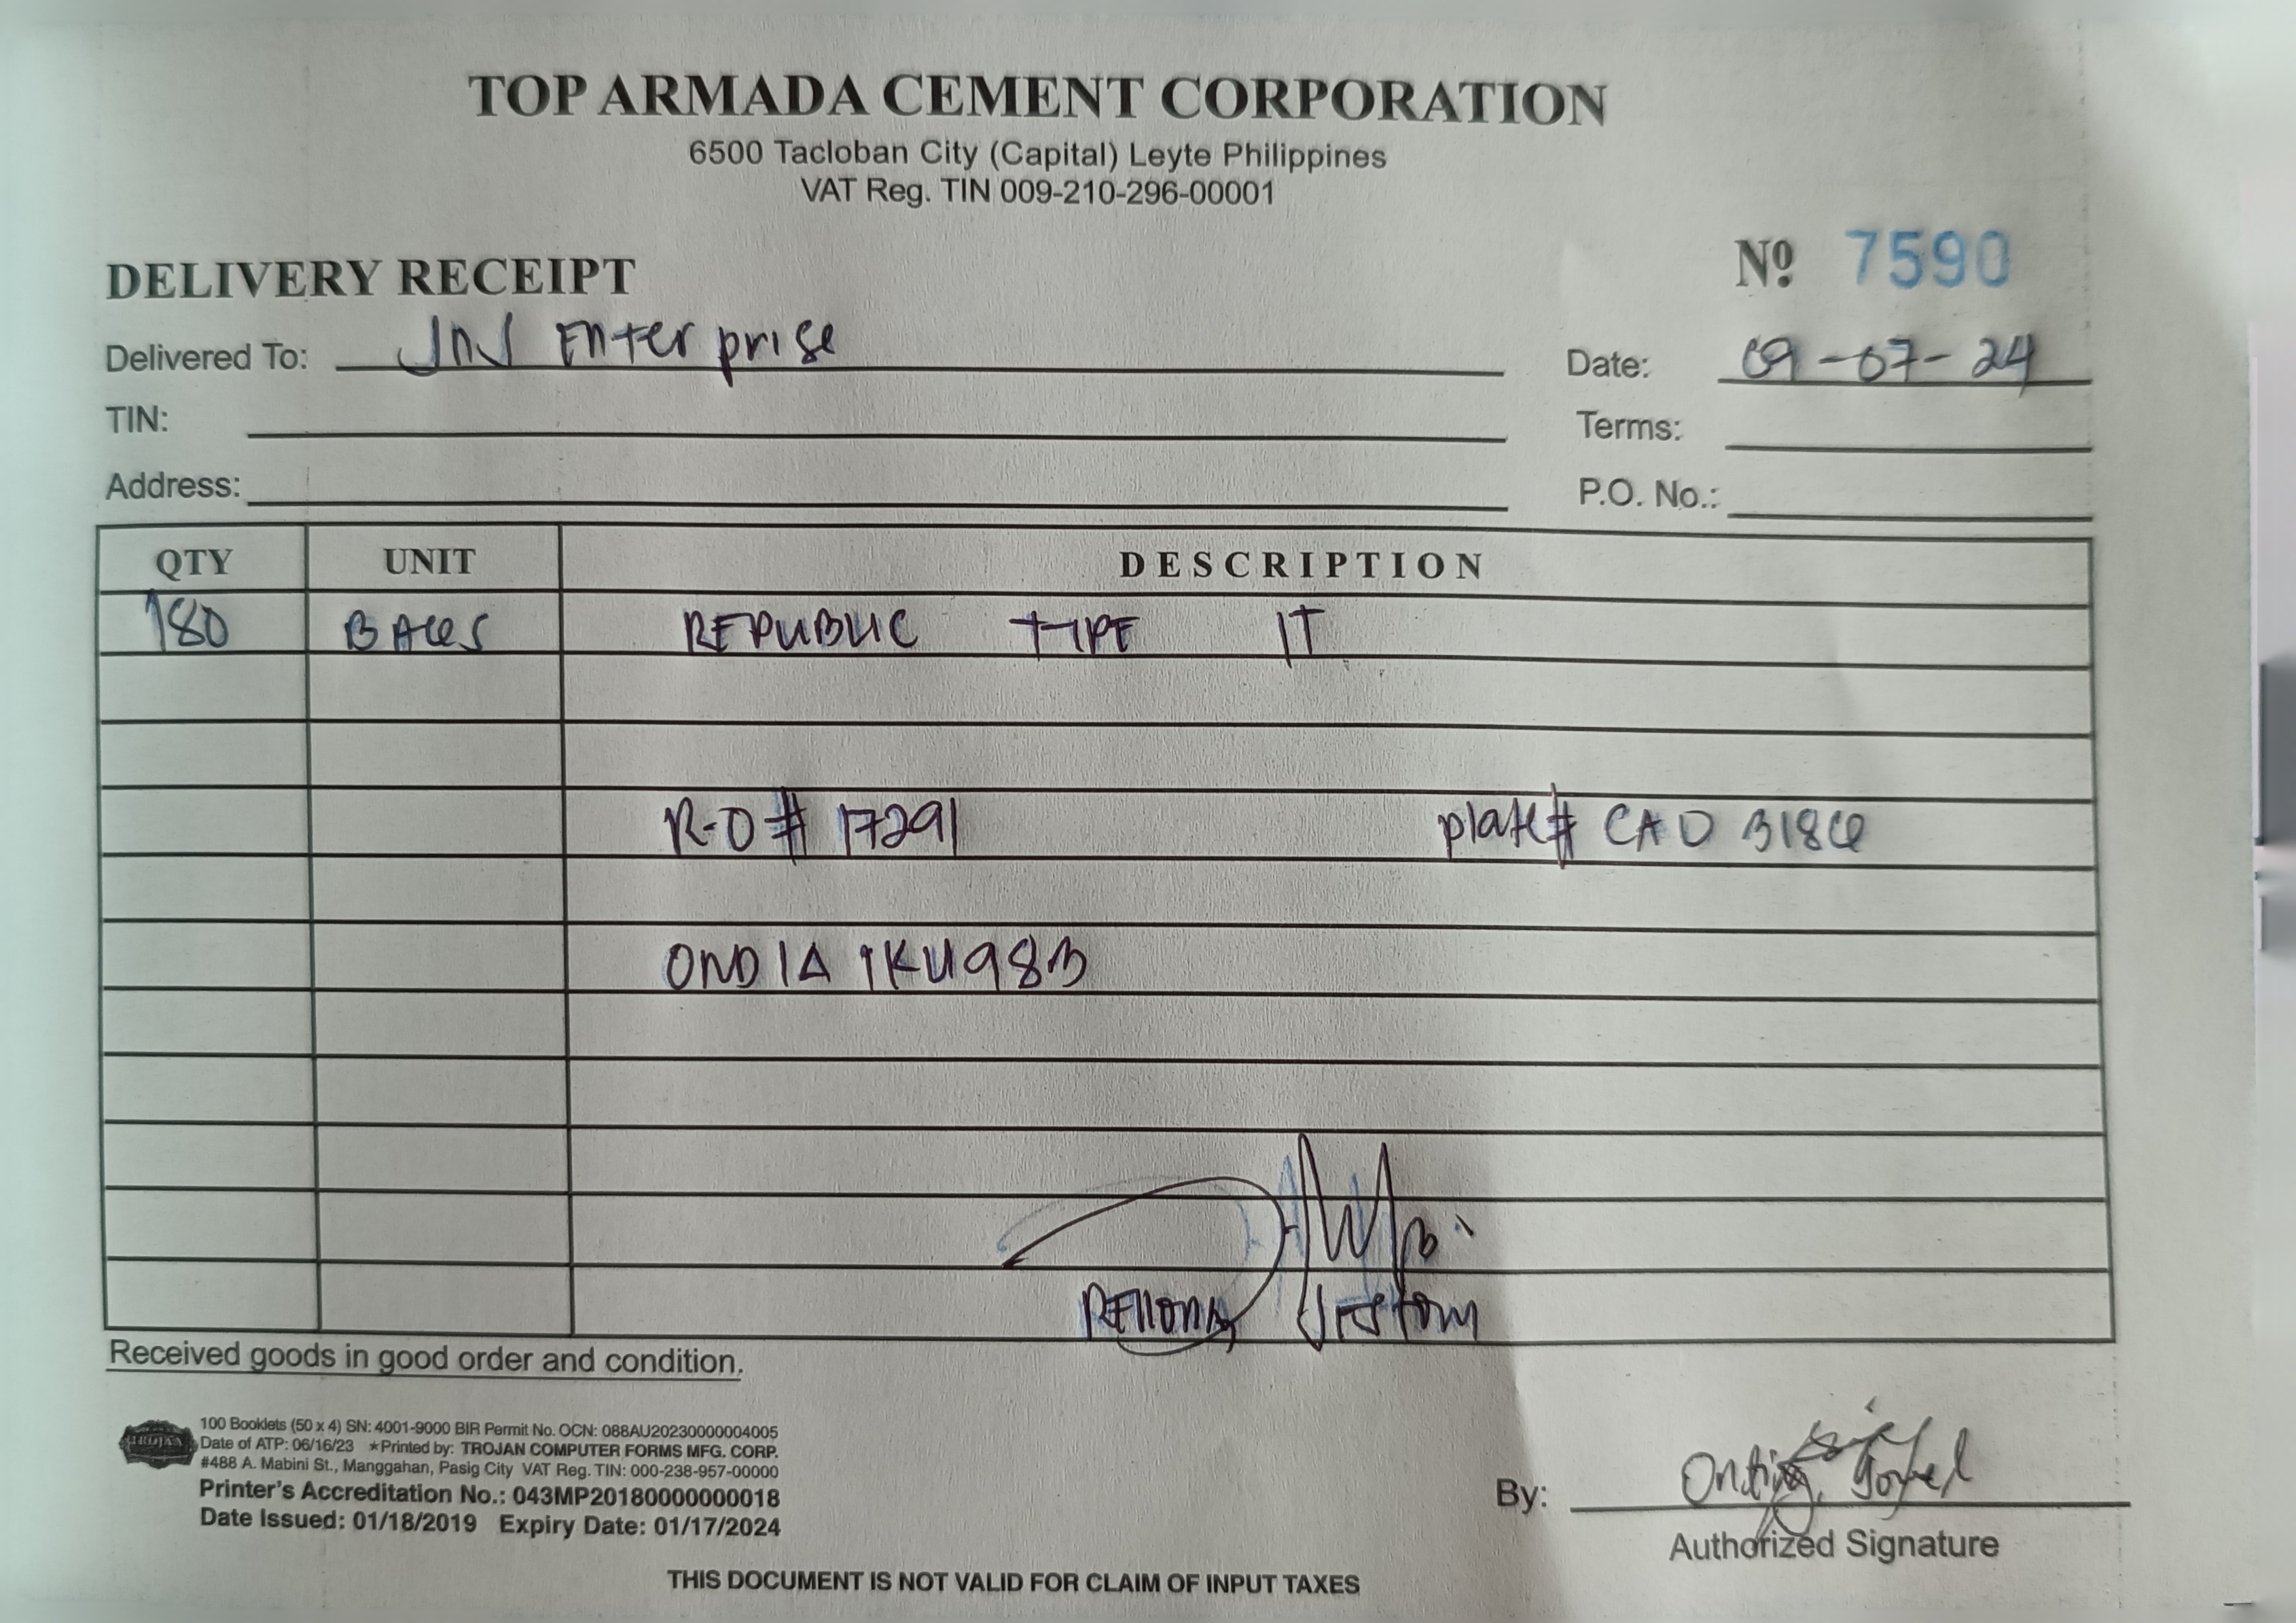 TOP ARMADA CEMENT CORPORATION
6500 Tacloban City (Capital) Leyte Philippines
VAT Reg. TIN 009-210-296-00001
DELIVERY RECEIPT Nº 7590
Delivered To: JNJ Enterprise Date: 09-07-24
TIN: Terms:
Address: P.O. No.:
QTY UNIT DESCRIPTION
180 BAGS REPUBLIC TYPE IT
R-O# 17291 plate# CAO 3186
ONDIA 1KU983
Received goods in good order and condition.
TROJAN
100 Booklets (50 x 4) SN: 4001-9000 BIR Permit No. OCN: 088AU20230000004005
Date of ATP: 06/16/23 ★Printed by: TROJAN COMPUTER FORMS MFG. CORP.
#488 A. Mabini St., Manggahan, Pasig City VAT Reg. TIN: 000-238-957-00000
Printer's Accreditation No.: 043MP20180000000018
Date Issued: 01/18/2019 Expiry Date: 01/17/2024
By:
Authorized Signature
THIS DOCUMENT IS NOT VALID FOR CLAIM OF INPUT TAXES